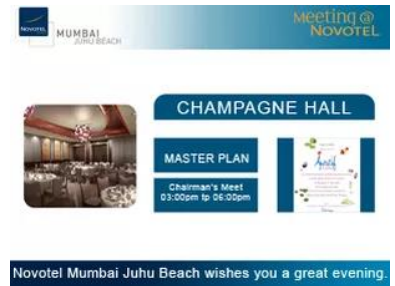 NOVOTEL
MUMBAI
JUHU BEACH
Meeting @
NOVOTEL
CHAMPAGNE HALL
MASTER PLAN
Chairman's Meet
03:00pm tp 06:00pm
Novotel Mumbai Juhu Beach wishes you a great evening.